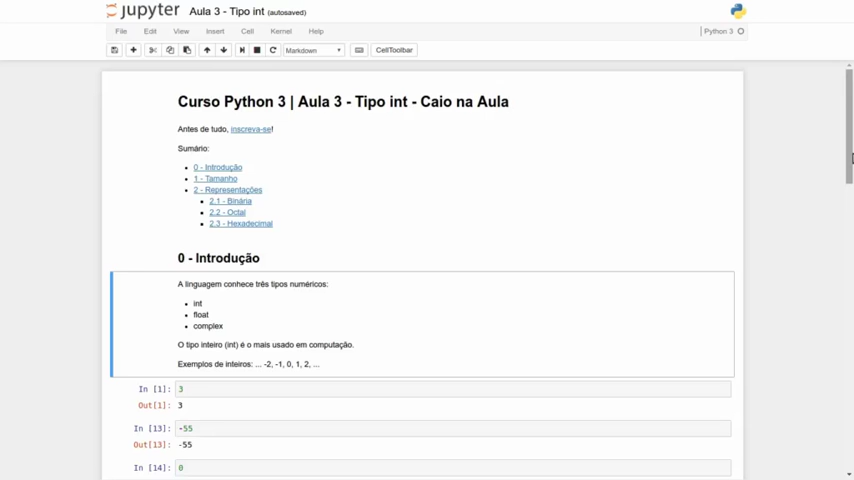 jupyter Aula 3 - Tipo int (autosaved)
File Edit View Insert Cell Kernel Help Python 3
Markdown CellToolbar
Curso Python 3 | Aula 3 - Tipo int - Caio na Aula
Antes de tudo, inscreva-se!
Sumário:
0 - Introdução
1 - Tamanho
2 - Representações
2.1 - Binária
2.2 - Octal
2.3 - Hexadecimal
0 - Introdução
A linguagem conhece três tipos numéricos:
int
float
complex
O tipo inteiro (int) é o mais usado em computação.
Exemplos de inteiros: ... -2, -1, 0, 1, 2, ...
In [1]: 3
Out[1]: 3
In [13]: -55
Out[13]: -55
In [14]: 0